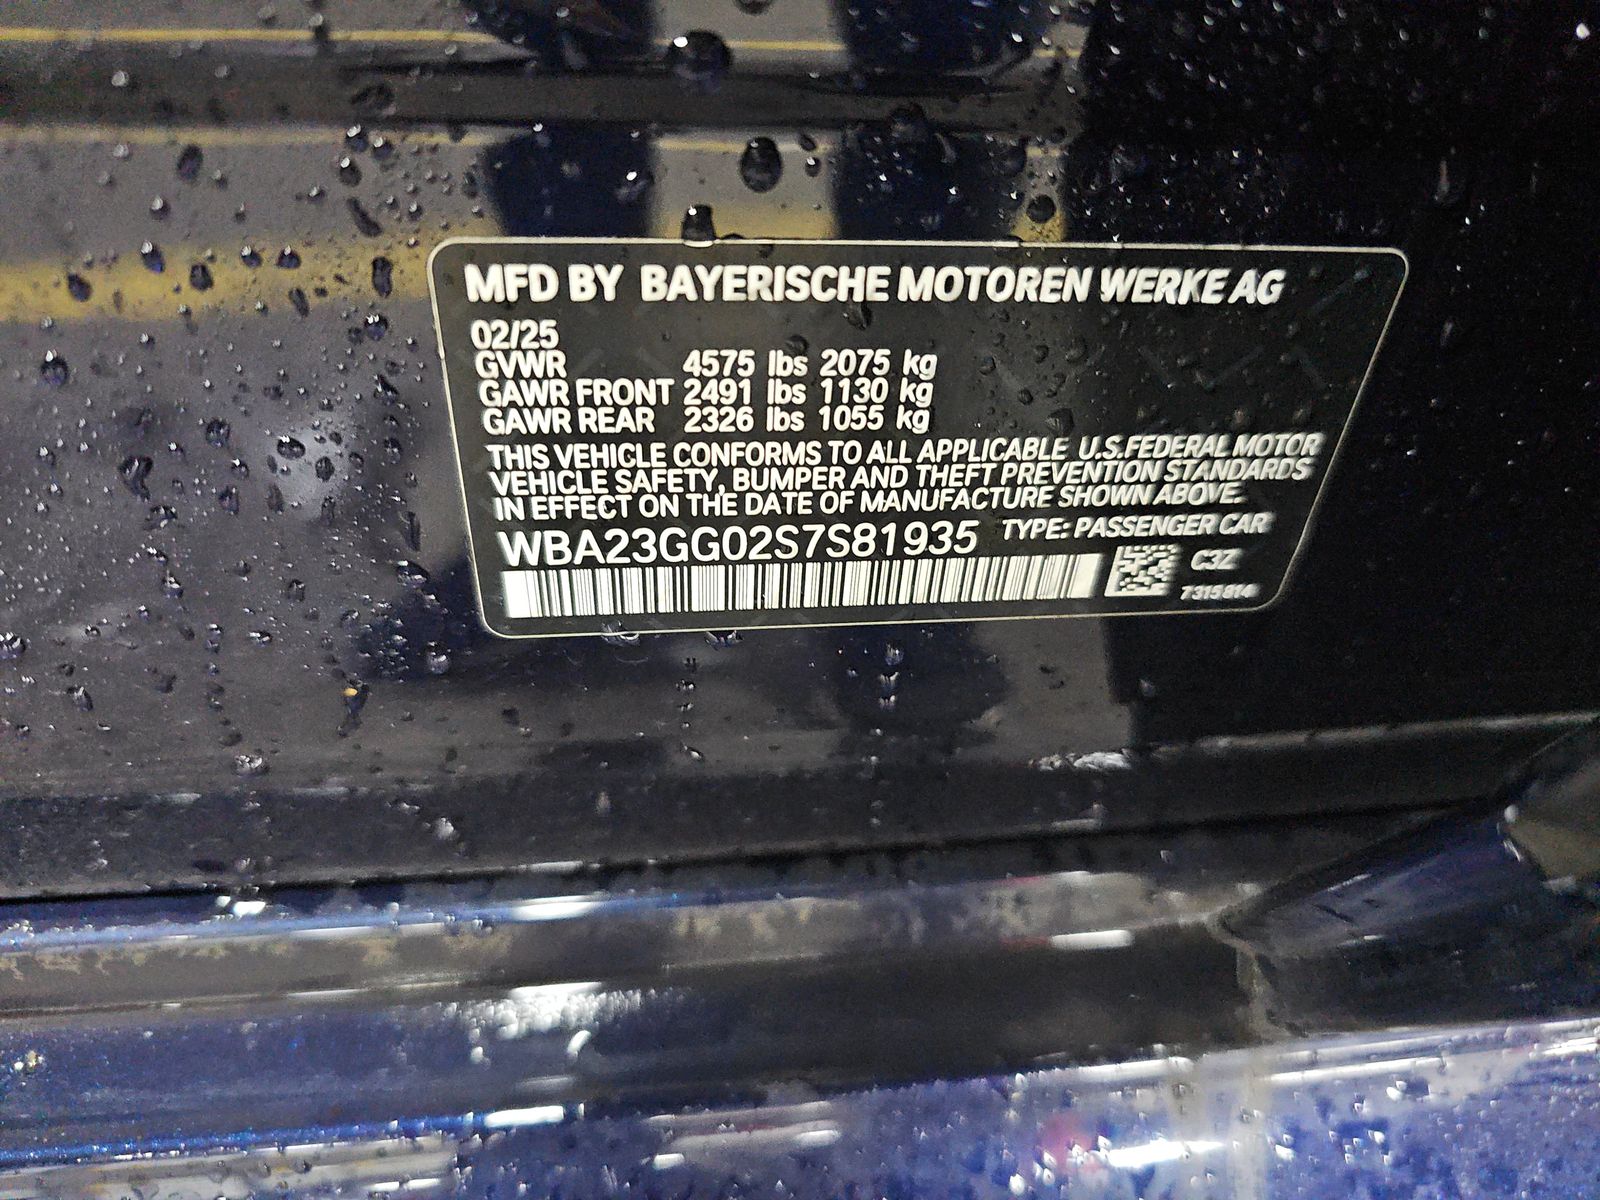 MFD BY BAYERISCHE MOTOREN WERKE AG
02/25
GVWR 4575 lbs 2075 kg
GAWR FRONT 2491 lbs 1130 kg
GAWR REAR 2326 lbs 1055 kg
THIS VEHICLE CONFORMS TO ALL APPLICABLE U.S.FEDERAL MOTOR
VEHICLE SAFETY, BUMPER AND THEFT PREVENTION STANDARDS
IN EFFECT ON THE DATE OF MANUFACTURE SHOWN ABOVE.
WBA23GG02S7S81935 TYPE: PASSENGER CAR
C3Z
7315814